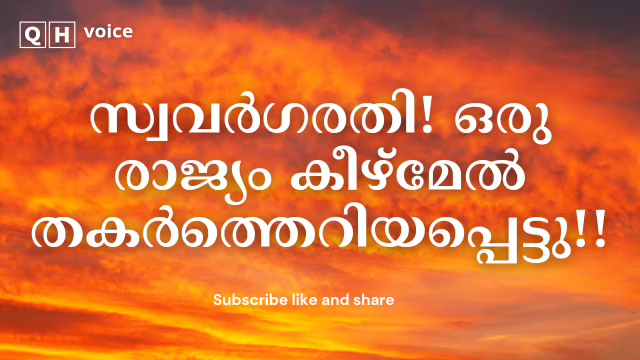 QH voice
സ്വവർഗരതി! ഒരു
രാജ്യം കീഴ്മേൽ
തകർത്തെറിയപ്പെട്ടു!!
Subscribe like and share